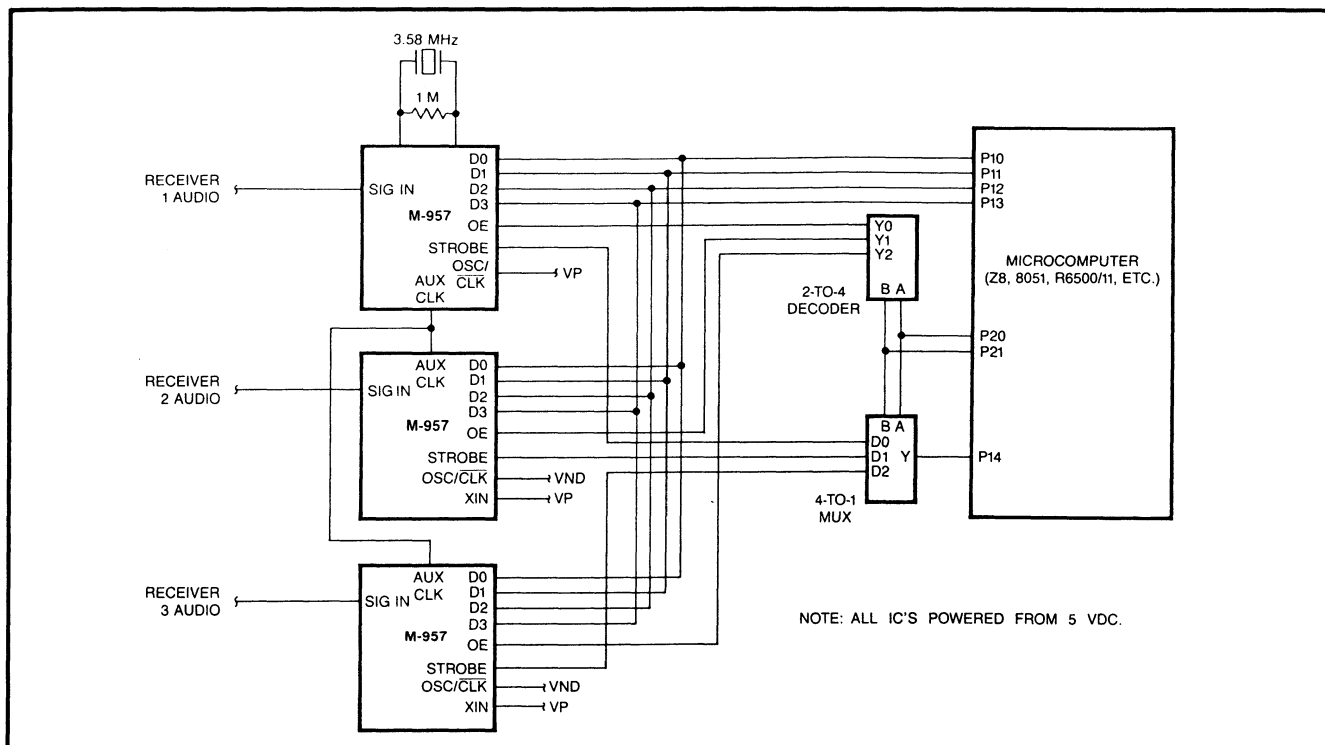 3.58 MHz
1 M
RECEIVER
1 AUDIO
SIG IN
M-957
D0
D1
D2
D3
OE
STROBE
OSC/
CLK
AUX
CLK
VP
RECEIVER
2 AUDIO
SIG IN
AUX
CLK
M-957
D0
D1
D2
D3
OE
STROBE
OSC/CLK
XIN
VND
VP
RECEIVER
3 AUDIO
SIG IN
AUX
CLK
M-957
D0
D1
D2
D3
OE
STROBE
OSC/CLK
XIN
VND
VP
Y0
Y1
Y2
B A
2-TO-4
DECODER
B A
D0
D1
D2
Y
4-TO-1
MUX
P10
P11
P12
P13
MICROCOMPUTER
(Z8, 8051, R6500/11, ETC.)
P20
P21
P14
NOTE: ALL IC'S POWERED FROM 5 VDC.